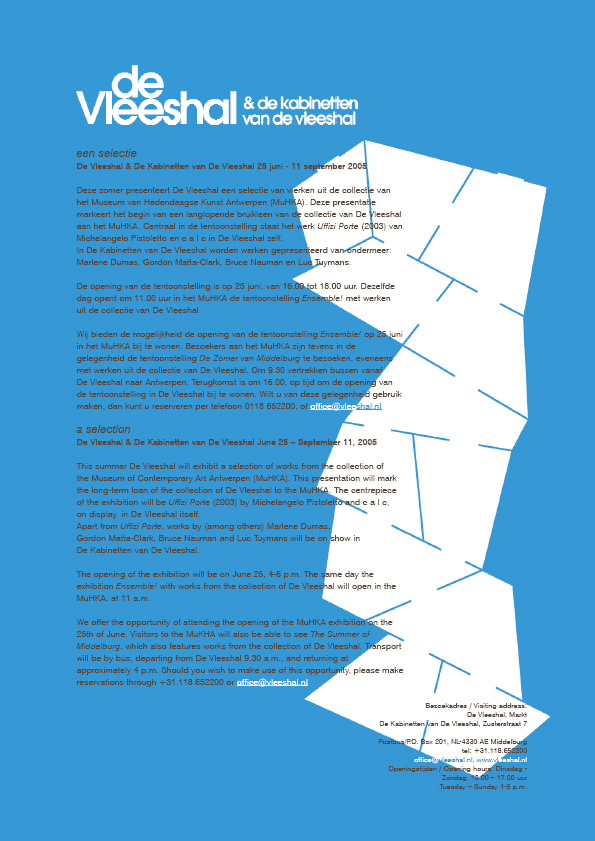 de
Vleeshal & de kabinetten
van de vleeshal
een selectie
De Vleeshal & De Kabinetten van De Vleeshal 25 juni - 11 september 2005
Deze zomer presenteert De Vleeshal een selectie van werken uit de collectie van
het Museum van Hedendaagse Kunst Antwerpen (MuHKA). Deze presentatie
markeert het begin van een langlopende bruikleen van de collectie van De Vleeshal
aan het MuHKA. Centraal in de tentoonstelling staat het werk Uffizi Porte (2003) van
Michelangelo Pistoletto en c a l c in De Vleeshal zelf.
In De Kabinetten van De Vleeshal worden werken gepresenteerd van ondermeer:
Marlene Dumas, Gordon Matta-Clark, Bruce Nauman en Luc Tuymans.
De opening van de tentoonstelling is op 25 juni, van 16.00 tot 18.00 uur. Dezelfde
dag opent om 11.00 uur in het MuHKA de tentoonstelling Ensemble! met werken
uit de collectie van De Vleeshal.
Wij bieden de mogelijkheid de opening van de tentoonstelling Ensemble! op 25 juni
in het MuHKA bij te wonen. Bezoekers aan het MuHKA zijn tevens in de
gelegenheid de tentoonstelling De Zomer van Middelburg te bezoeken, eveneens
met werken uit de collectie van De Vleeshal. Om 9.30 vertrekken bussen vanaf
De Vleeshal naar Antwerpen. Terugkomst is om 16.00, op tijd om de opening van
de tentoonstelling in De Vleeshal bij te wonen. Wilt u van deze gelegenheid gebruik
maken, dan kunt u reserveren per telefoon 0118 652200, of office@vleeshal.nl
a selection
De Vleeshal & De Kabinetten van De Vleeshal June 25 – September 11, 2005
This summer De Vleeshal will exhibit a selection of works from the collection of
the Museum of Contemporary Art Antwerpen (MuHKA). This presentation will mark
the long-term loan of the collection of De Vleeshal to the MuHKA. The centrepiece
of the exhibition will be Uffizi Porte (2003) by Michelangelo Pistoletto and c a l c,
on display in De Vleeshal itself.
Apart from Uffizi Porte, works by (among others) Marlene Dumas,
Gordon Matta-Clark, Bruce Nauman and Luc Tuymans will be on show in
De Kabinetten van De Vleeshal.
The opening of the exhibition will be on June 25, 4-6 p.m. The same day the
exhibition Ensemble! with works from the collection of De Vleeshal will open in the
MuHKA, at 11 a.m.
We offer the opportunity of attending the opening of the MuHKA exhibition on the
25th of June. Visitors to the MuKHA will also be able to see The Summer of
Middelburg, which also features works from the collection of De Vleeshal. Transport
will be by bus, departing from De Vleeshal 9.30 a.m., and returning at
approximately 4 p.m. Should you wish to make use of this opportunity, please make
reservations through +31.118.652200 or office@vleeshal.nl
Bezoekadres / Visiting address:
De Vleeshal, Markt
De Kabinetten van De Vleeshal, Zusterstraat 7
Postbus/P.O. Box 201, NL-4330 AE Middelburg
tel: +31.118.652200
office@vleeshal.nl, www.vleeshal.nl
Openingstijden / Opening hours: Dinsdag -
Zondag 13.00 – 17.00 uur
Tuesday – Sunday 1-5 p.m.